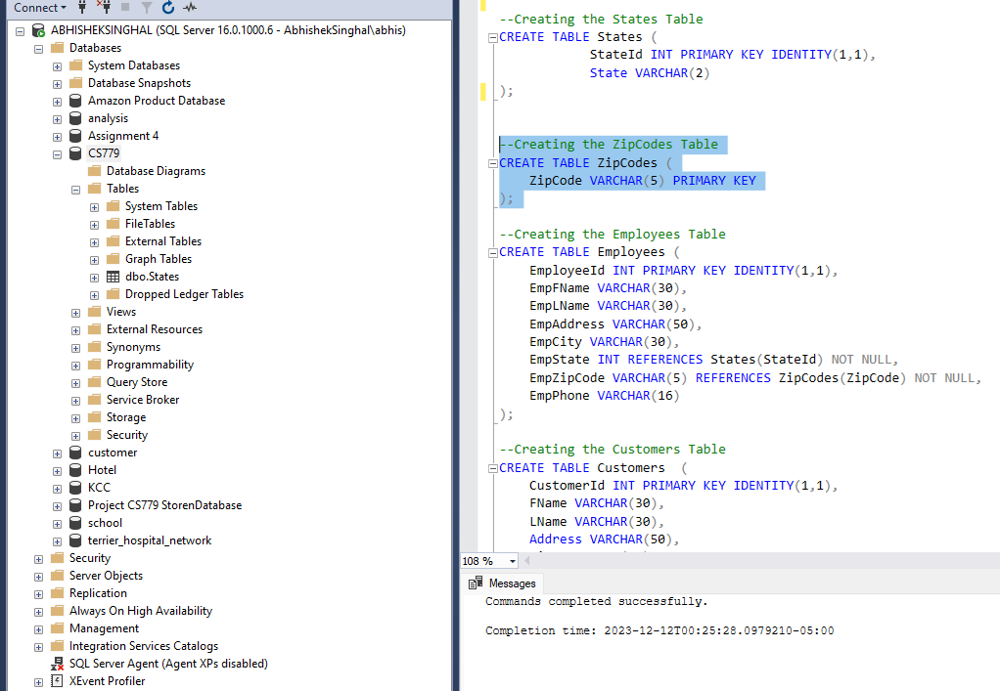 Connect
ABHISHEKSINGHAL (SQL Server 16.0.1000.6 - AbhishekSinghal\abhis)
Databases
System Databases
Database Snapshots
Amazon Product Database
analysis
Assignment 4
CS779
Database Diagrams
Tables
System Tables
FileTables
External Tables
Graph Tables
dbo.States
Dropped Ledger Tables
Views
External Resources
Synonyms
Programmability
Query Store
Service Broker
Storage
Security
customer
Hotel
KCC
Project CS779 StorenDatabase
school
terrier_hospital_network
Security
Server Objects
Replication
Always On High Availability
Management
Integration Services Catalogs
SQL Server Agent (Agent XPs disabled)
XEvent Profiler
--Creating the States Table
CREATE TABLE States (
StateId INT PRIMARY KEY IDENTITY(1,1),
State VARCHAR(2)
);
--Creating the ZipCodes Table
CREATE TABLE ZipCodes (
ZipCode VARCHAR(5) PRIMARY KEY
);
--Creating the Employees Table
CREATE TABLE Employees (
EmployeeId INT PRIMARY KEY IDENTITY(1,1),
EmpFName VARCHAR(30),
EmpLName VARCHAR(30),
EmpAddress VARCHAR(50),
EmpCity VARCHAR(30),
EmpState INT REFERENCES States(StateId) NOT NULL,
EmpZipCode VARCHAR(5) REFERENCES ZipCodes(ZipCode) NOT NULL,
EmpPhone VARCHAR(16)
);
--Creating the Customers Table
CREATE TABLE Customers  (
CustomerId INT PRIMARY KEY IDENTITY(1,1),
FName VARCHAR(30),
LName VARCHAR(30),
Address VARCHAR(50),
108 %
Messages
Commands completed successfully.
Completion time: 2023-12-12T00:25:28.0979210-05:00